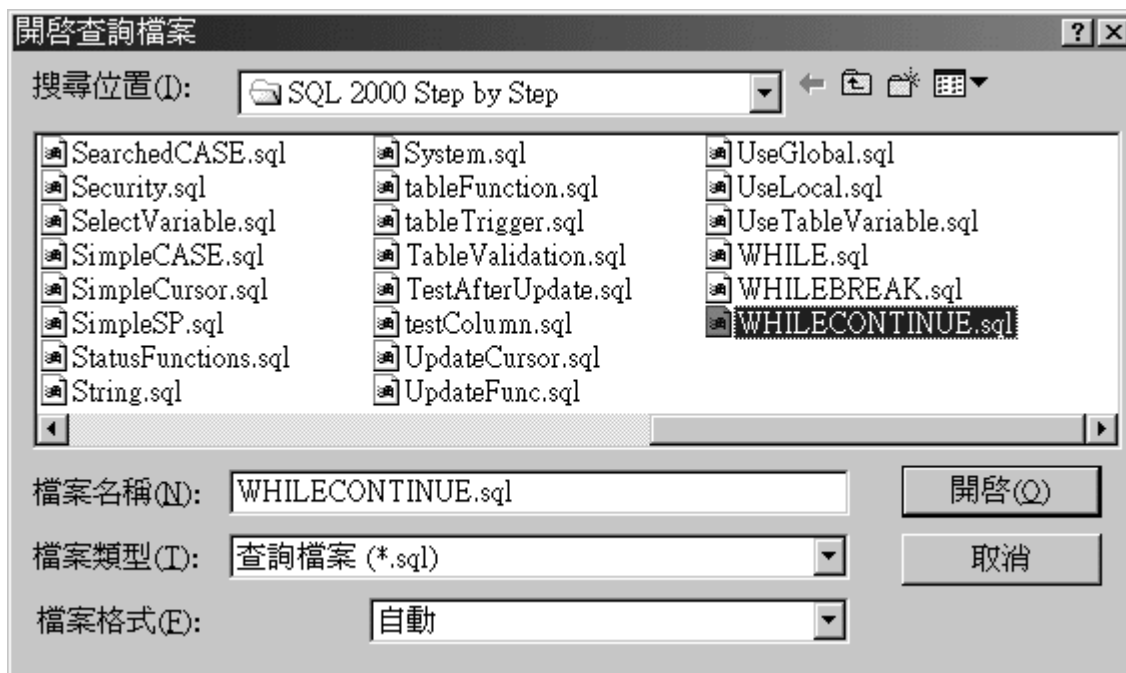 開啓查詢檔案
搜尋位置(I): SQL 2000 Step by Step
SearchedCASE.sql System.sql UseGlobal.sql
Security.sql tableFunction.sql UseLocal.sql
SelectVariable.sql tableTrigger.sql UseTableVariable.sql
SimpleCASE.sql TableValidation.sql WHILE.sql
SimpleCursor.sql TestAfterUpdate.sql WHILEBREAK.sql
SimpleSP.sql testColumn.sql WHILECONTINUE.sql
StatusFunctions.sql UpdateCursor.sql
String.sql UpdateFunc.sql
檔案名稱(N): WHILECONTINUE.sql 開啓(O)
檔案類型(T): 查詢檔案 (*.sql) 取消
檔案格式(F): 自動